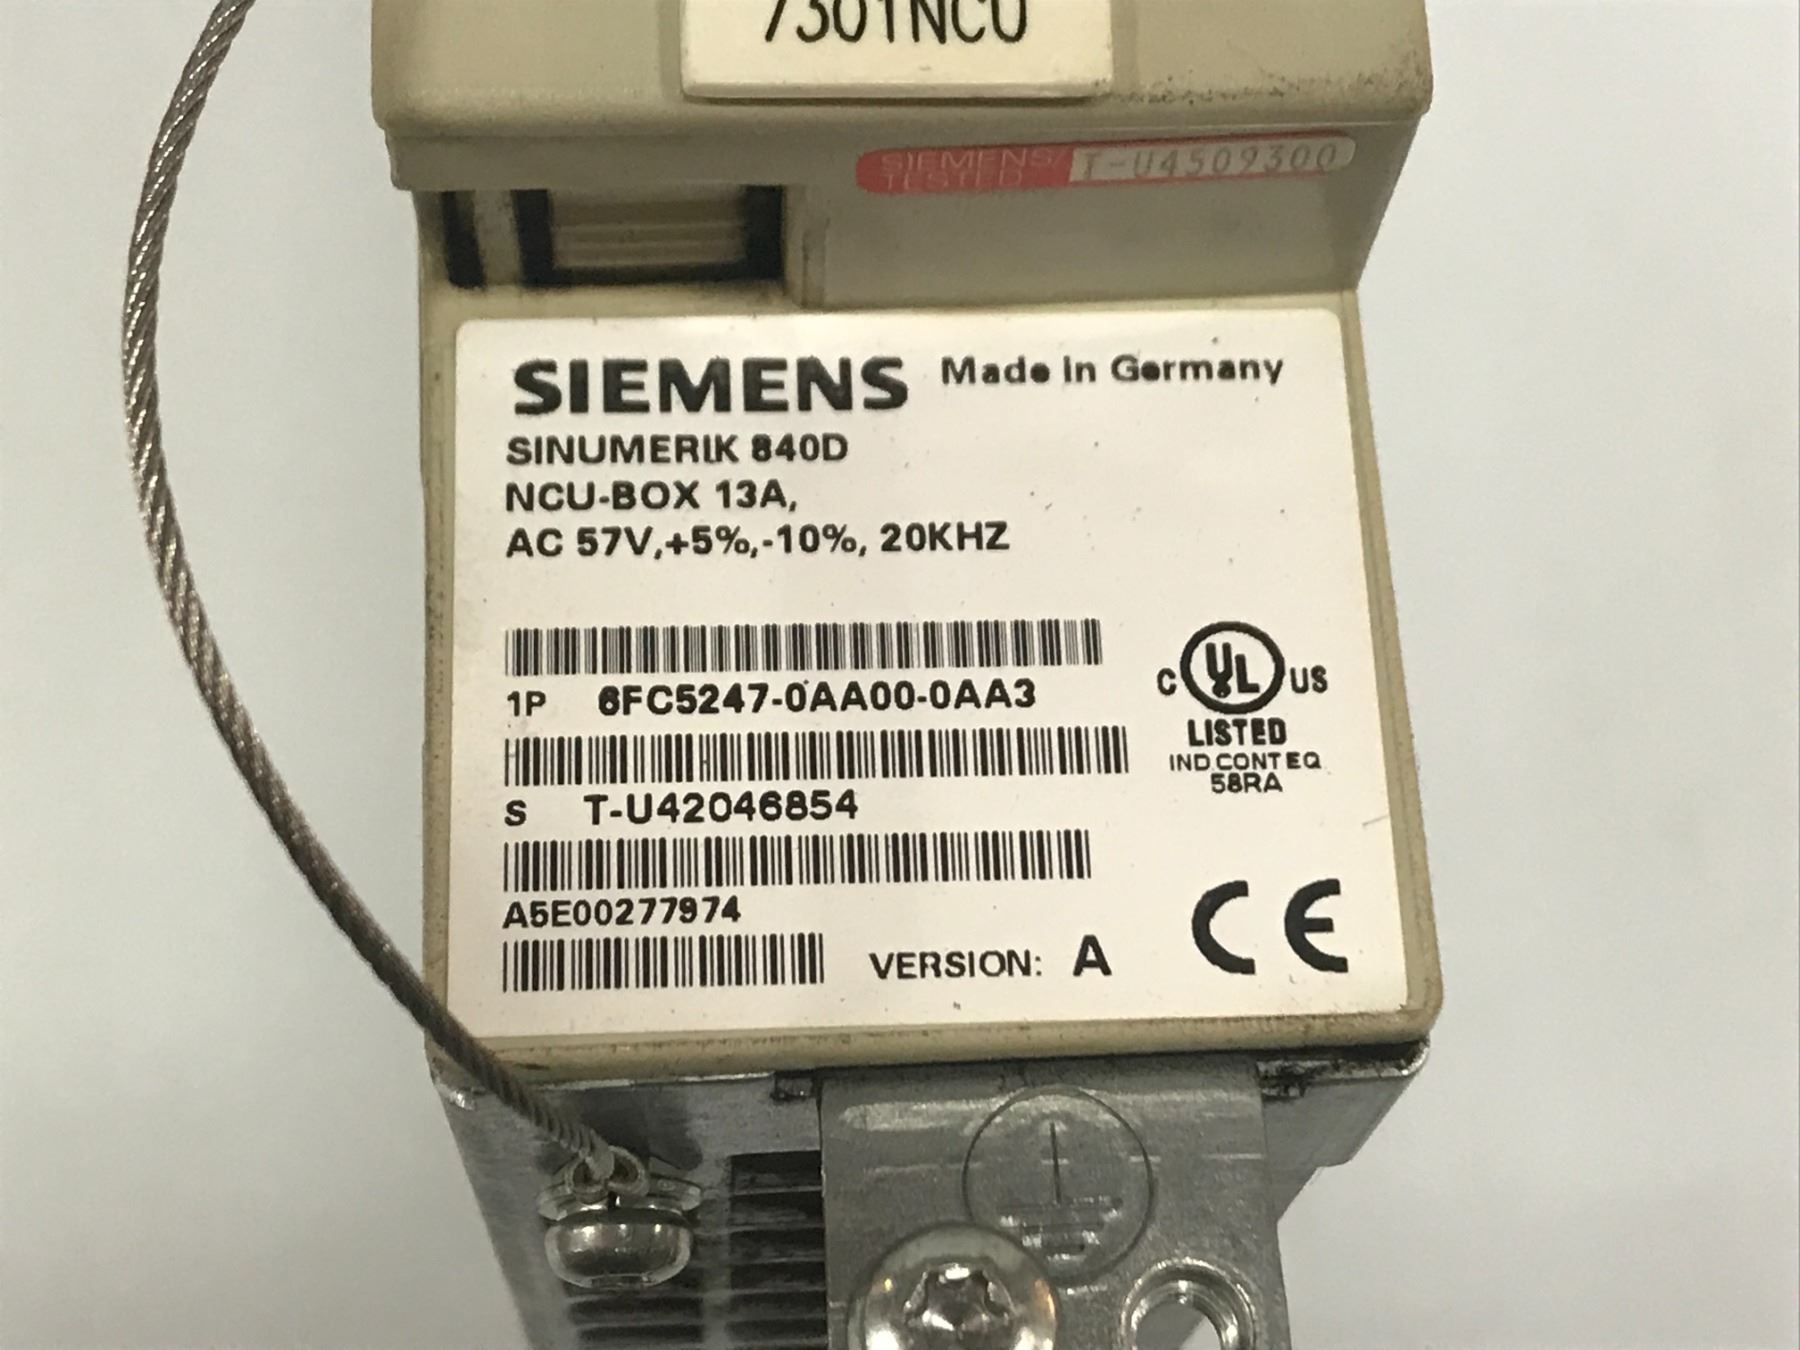 7301NCU
SIEMENS/
TESTED
T-U4509300
SIEMENS Made in Germany
SINUMERIK 840D
NCU-BOX 13A,
AC 57V,+5%,-10%, 20KHZ
1P 6FC5247-0AA00-0AA3
C UL US
LISTED
IND.CONT EQ
58RA
S T-U42046854
A5E00277974
VERSION: A
CE